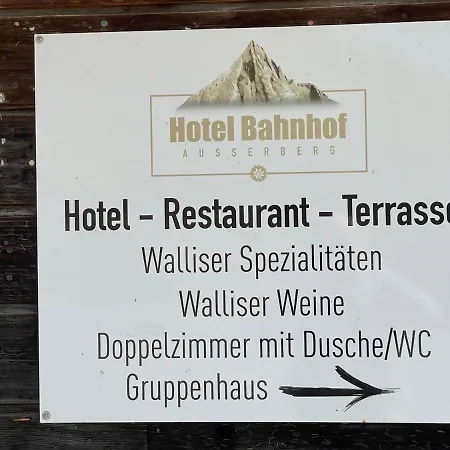 Hotel Bahnhof
AUSSERBERG
Hotel - Restaurant - Terrasse
Walliser Spezialitäten
Walliser Weine
Doppelzimmer mit Dusche/WC
Gruppenhaus